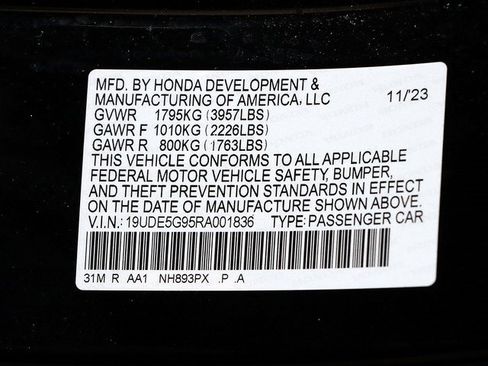 MFD. BY HONDA DEVELOPMENT &
MANUFACTURING OF AMERICA, LLC 11/'23
GVWR 1795KG (3957LBS)
GAWR F 1010KG (2226LBS)
GAWR R 800KG (1763LBS)
THIS VEHICLE CONFORMS TO ALL APPLICABLE
FEDERAL MOTOR VEHICLE SAFETY, BUMPER,
AND THEFT PREVENTION STANDARDS IN EFFECT
ON THE DATE OF MANUFACTURE SHOWN ABOVE.
V.I.N.: 19UDE5G95RA001836 TYPE: PASSENGER CAR
31M R AA1 NH893PX .P .A